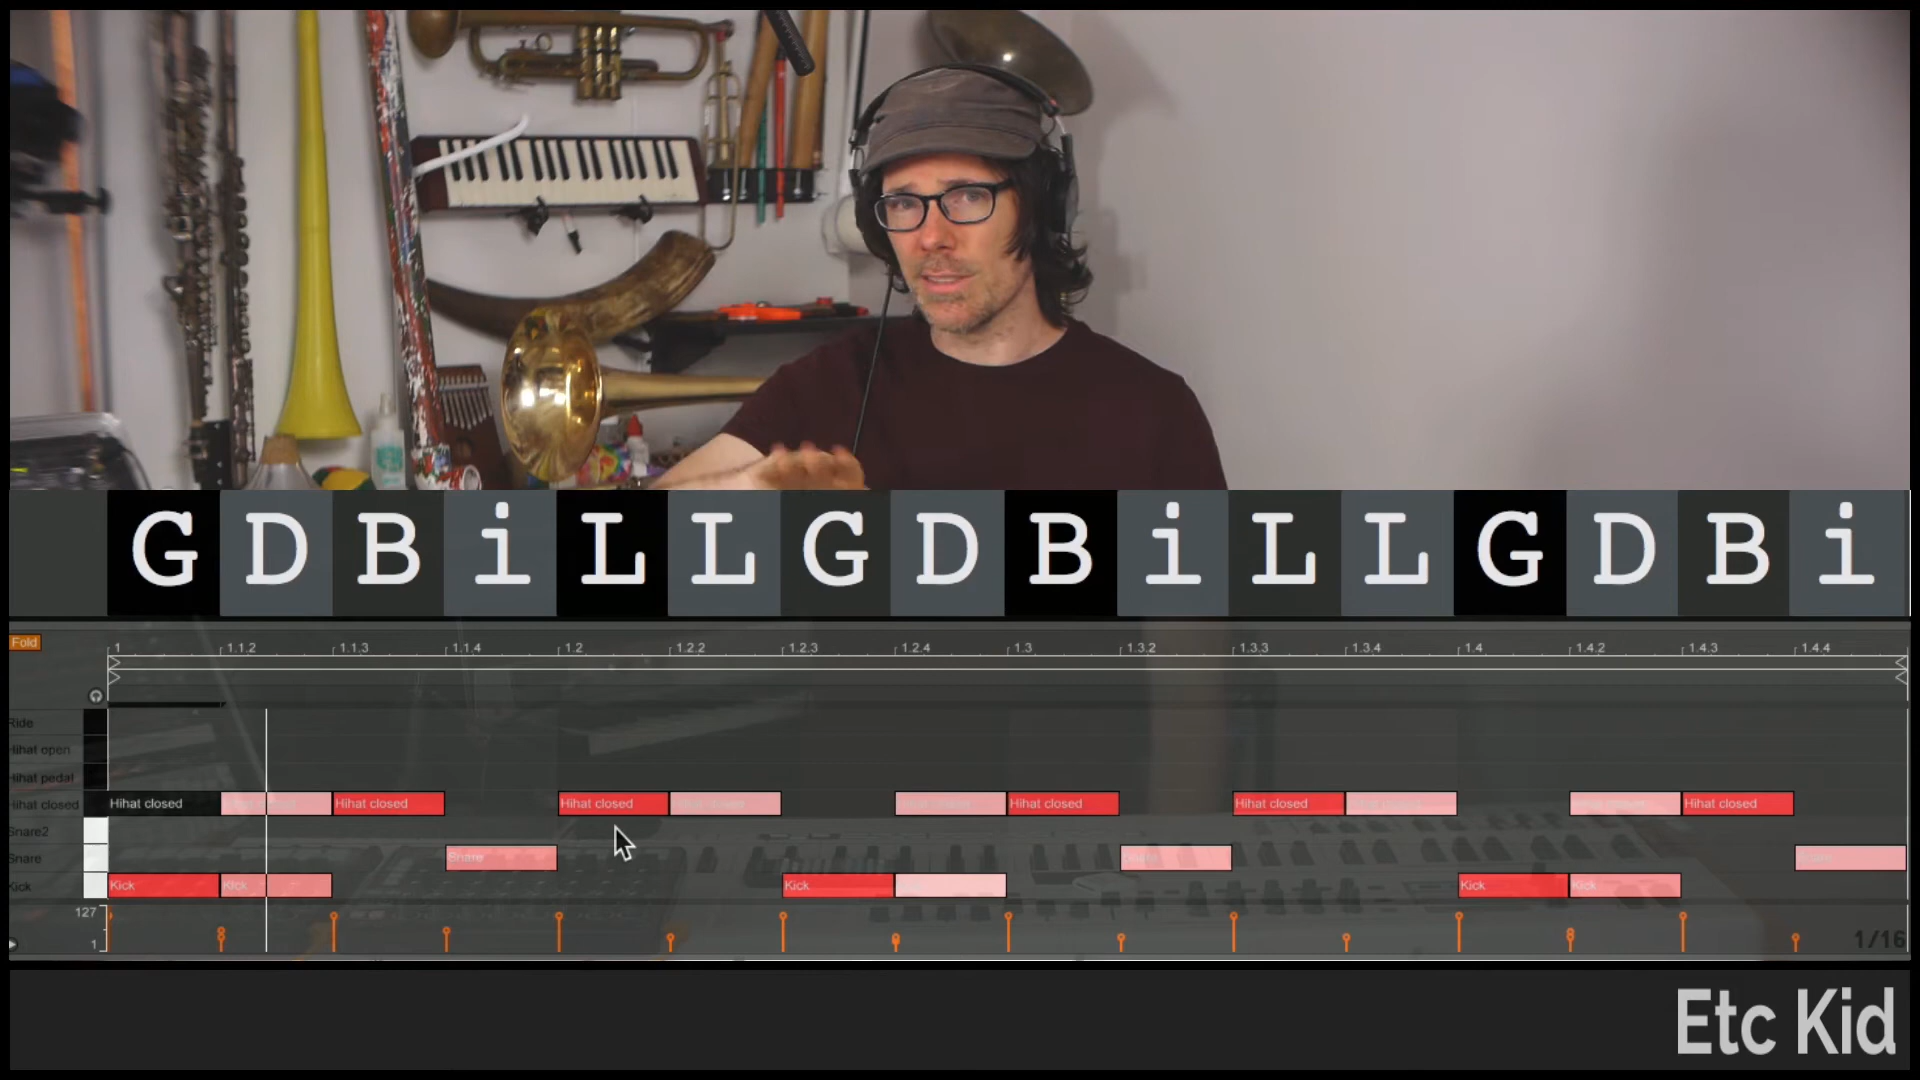 G D B i L L G D B i L L G D B i
Fold
1 1.1.2 1.1.3 1.1.4 1.2 1.2.2 1.2.3 1.2.4 1.3 1.3.2 1.3.3 1.3.4 1.4 1.4.2 1.4.3 1.4.4
Ride
Hihat open
Hihat pedal
Hihat closed Hihat closed Hihat closed Hihat closed Hihat closed Hihat closed Hihat closed
Snare2
Snare Snare
Kick Kick Kick Kick Kick Kick
127
1 1/16
Etc Kid